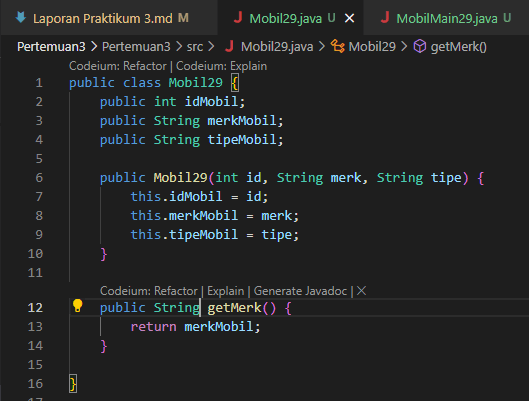 Laporan Praktikum 3.md M
Mobil29.java U
MobilMain29.java U
Pertemuan3 > Pertemuan3 > src > Mobil29.java > Mobil29 > getMerk()
Codeium: Refactor | Codeium: Explain
1 public class Mobil29 {
2 public int idMobil;
3 public String merkMobil;
4 public String tipeMobil;
5
6 public Mobil29(int id, String merk, String tipe) {
7 this.idMobil = id;
8 this.merkMobil = merk;
9 this.tipeMobil = tipe;
10 }
11
Codeium: Refactor | Explain | Generate Javadoc | ×
12 public String getMerk() {
13 return merkMobil;
14 }
15
16 }
17